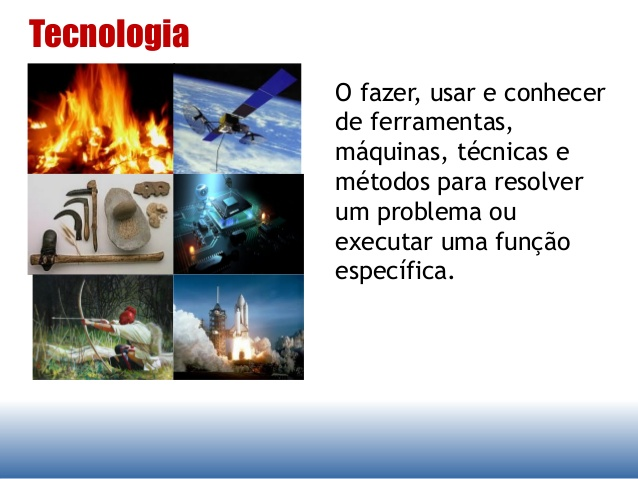 Tecnologia
O fazer, usar e conhecer
de ferramentas,
máquinas, técnicas e
métodos para resolver
um problema ou
executar uma função
específica.